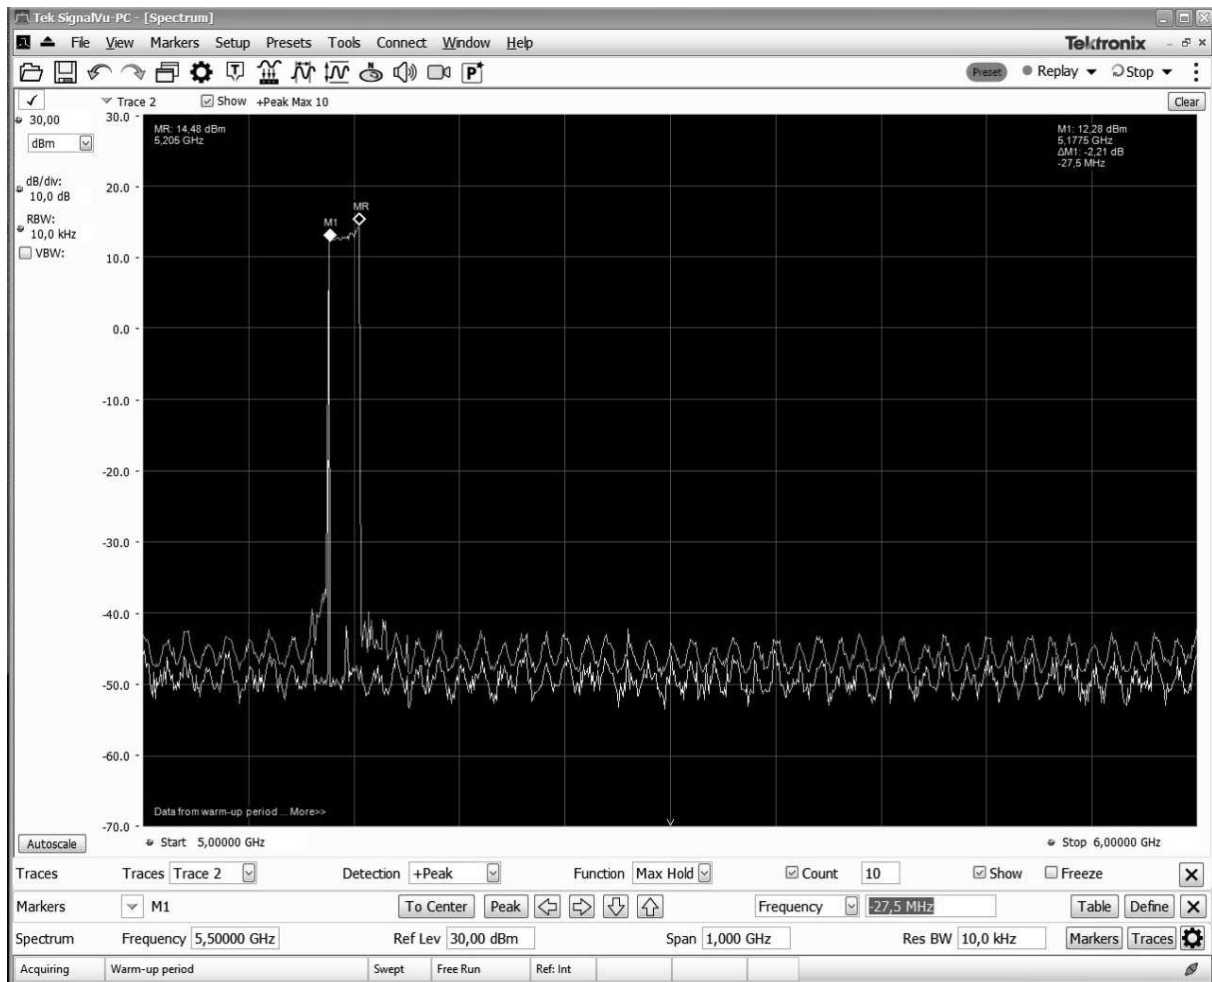 Tek SignalVu-PC - [Spectrum]
File View Markers Setup Presets Tools Connect Window Help
Tektronix
Preset Replay Stop
Trace 2 Show +Peak Max 10
Clear
30,00
dBm
dB/div:
10,0 dB
RBW:
10,0 kHz
VBW:
30.0
20.0
10.0
0.0
-10.0
-20.0
-30.0
-40.0
-50.0
-60.0
-70.0
MR: 14,48 dBm
5,205 GHz
M1: 12,28 dBm
5,1775 GHz
ΔM1: -2,21 dB
-27,5 MHz
MR
M1
Data from warm-up period ... More>>
Autoscale
Start 5,00000 GHz
Stop 6,00000 GHz
Traces Traces Trace 2 Detection +Peak Function Max Hold Count 10 Show Freeze
Markers M1 To Center Peak Frequency -27,5 MHz Table Define
Spectrum Frequency 5,50000 GHz Ref Lev 30,00 dBm Span 1,000 GHz Res BW 10,0 kHz Markers Traces
Acquiring Warm-up period Swept Free Run Ref: Int